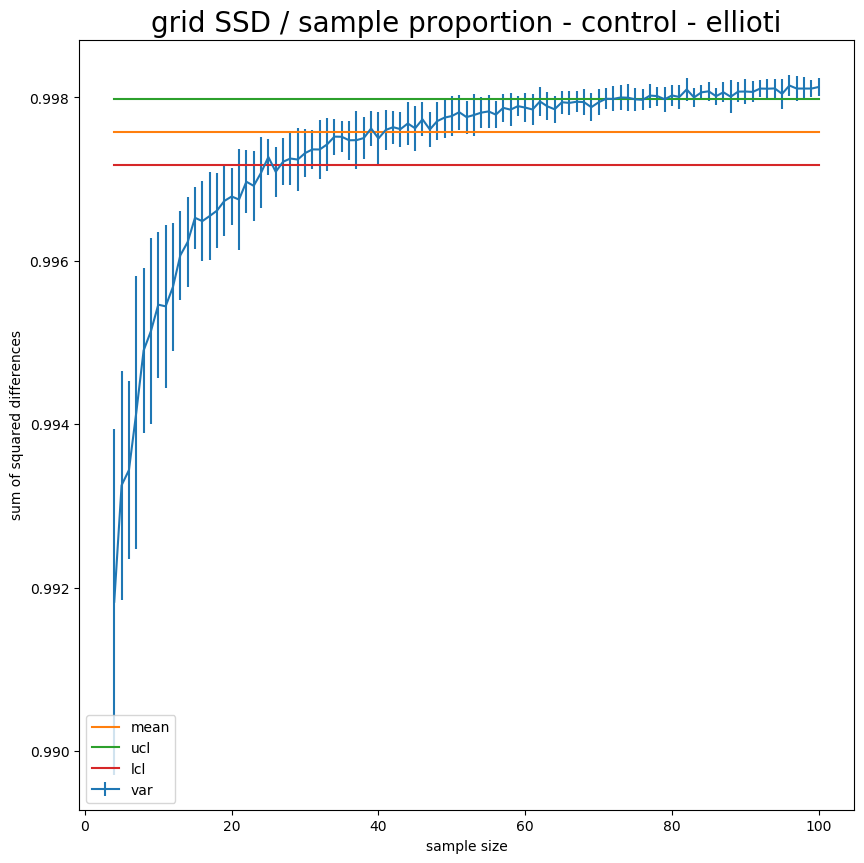 grid SSD / sample proportion - control - ellioti
sum of squared differences
0.998
0.996
0.994
0.992
0.990
mean
ucl
lcl
var
0 20 40 60 80 100
sample size